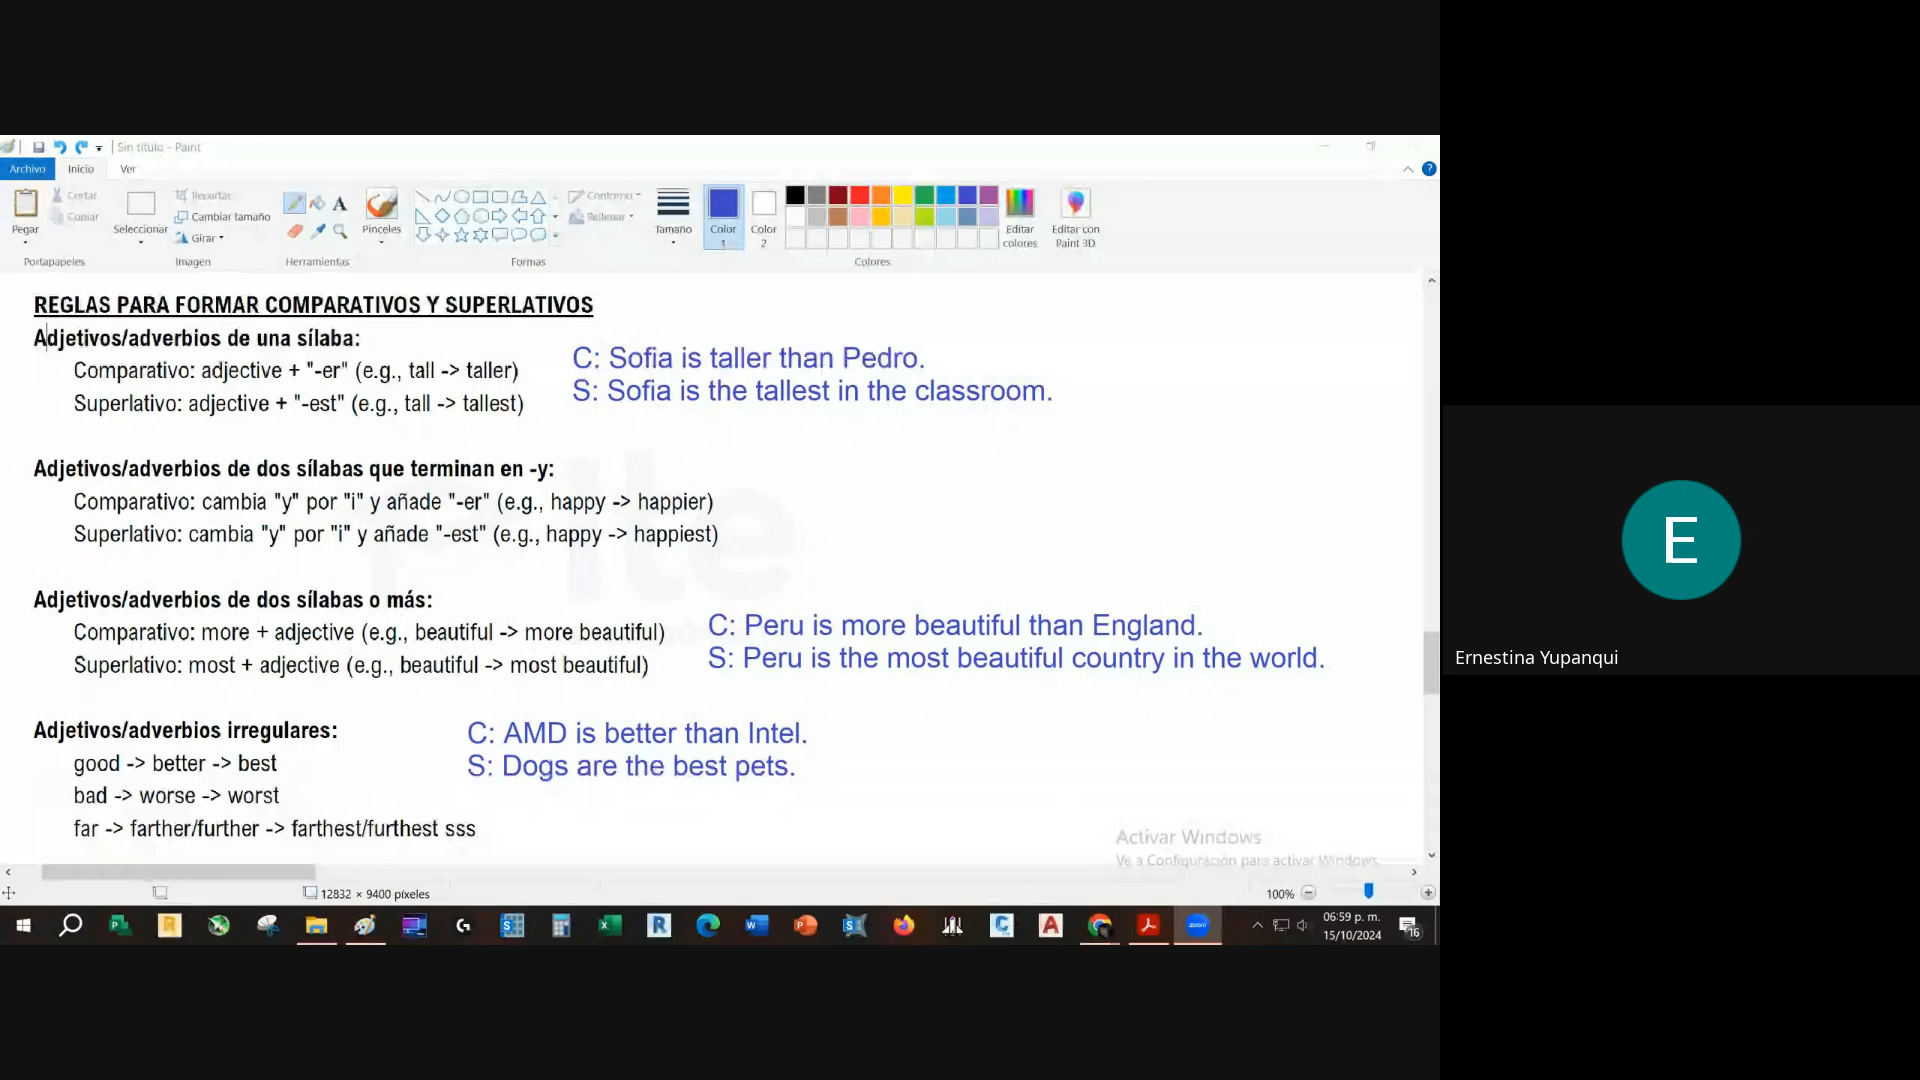 Sin título - Paint
Archivo Inicio Ver
Pegar
Cortar
Copiar
Portapapeles
Seleccionar
Recortar
Cambiar tamaño
Girar
Imagen
A
Herramientas
Pinceles
Contorno
Rellenar
Formas
Tamaño
Color
1
Color
2
Editar
colores
Editar con
Paint 3D
Colores
REGLAS PARA FORMAR COMPARATIVOS Y SUPERLATIVOS
Adjetivos/adverbios de una sílaba:
Comparativo: adjective + "-er" (e.g., tall -> taller)
Superlativo: adjective + "-est" (e.g., tall -> tallest)
C: Sofia is taller than Pedro.
S: Sofia is the tallest in the classroom.
Adjetivos/adverbios de dos sílabas que terminan en -y:
Comparativo: cambia "y" por "i" y añade "-er" (e.g., happy -> happier)
Superlativo: cambia "y" por "i" y añade "-est" (e.g., happy -> happiest)
Adjetivos/adverbios de dos sílabas o más:
Comparativo: more + adjective (e.g., beautiful -> more beautiful)
Superlativo: most + adjective (e.g., beautiful -> most beautiful)
C: Peru is more beautiful than England.
S: Peru is the most beautiful country in the world.
Adjetivos/adverbios irregulares:
good -> better -> best
bad -> worse -> worst
far -> farther/further -> farthest/furthest sss
C: AMD is better than Intel.
S: Dogs are the best pets.
Activar Windows
Ve a Configuración para activar Windows.
12832 × 9400 píxeles
100%
06:59 p. m.
15/10/2024
16
zoom
E
Ernestina Yupanqui